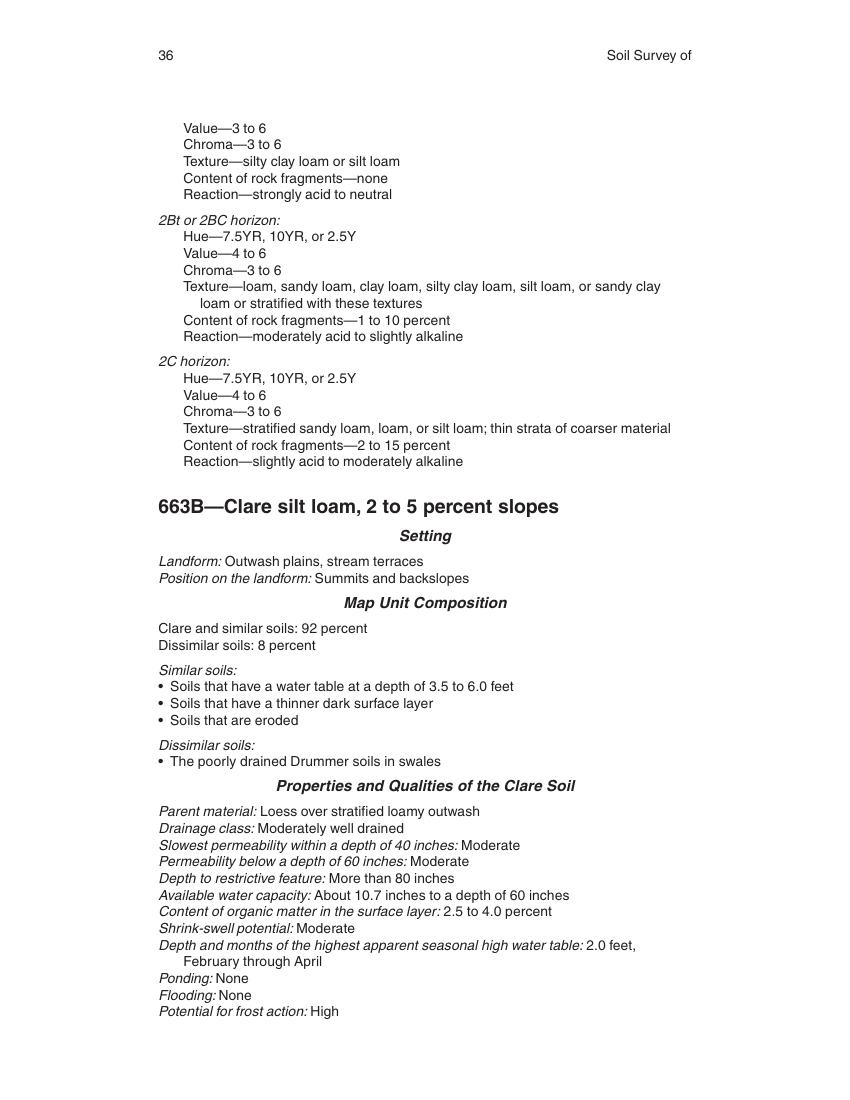 36
Soil Survey of
Value—3 to 6
Chroma—3 to 6
Texture—silty clay loam or silt loam
Content of rock fragments—none
Reaction—strongly acid to neutral
2Bt or 2BC horizon:
Hue—7.5YR, 10YR, or 2.5Y
Value—4 to 6
Chroma—3 to 6
Texture—loam, sandy loam, clay loam, silty clay loam, silt loam, or sandy clay
loam or stratified with these textures
Content of rock fragments—1 to 10 percent
Reaction—moderately acid to slightly alkaline
2C horizon:
Hue—7.5YR, 10YR, or 2.5Y
Value—4 to 6
Chroma—3 to 6
Texture—stratified sandy loam, loam, or silt loam; thin strata of coarser material
Content of rock fragments—2 to 15 percent
Reaction—slightly acid to moderately alkaline
663B—Clare silt loam, 2 to 5 percent slopes
Setting
Landform: Outwash plains, stream terraces
Position on the landform: Summits and backslopes
Map Unit Composition
Clare and similar soils: 92 percent
Dissimilar soils: 8 percent
Similar soils:
• Soils that have a water table at a depth of 3.5 to 6.0 feet
• Soils that have a thinner dark surface layer
• Soils that are eroded
Dissimilar soils:
• The poorly drained Drummer soils in swales
Properties and Qualities of the Clare Soil
Parent material: Loess over stratified loamy outwash
Drainage class: Moderately well drained
Slowest permeability within a depth of 40 inches: Moderate
Permeability below a depth of 60 inches: Moderate
Depth to restrictive feature: More than 80 inches
Available water capacity: About 10.7 inches to a depth of 60 inches
Content of organic matter in the surface layer: 2.5 to 4.0 percent
Shrink-swell potential: Moderate
Depth and months of the highest apparent seasonal high water table: 2.0 feet,
February through April
Ponding: None
Flooding: None
Potential for frost action: High